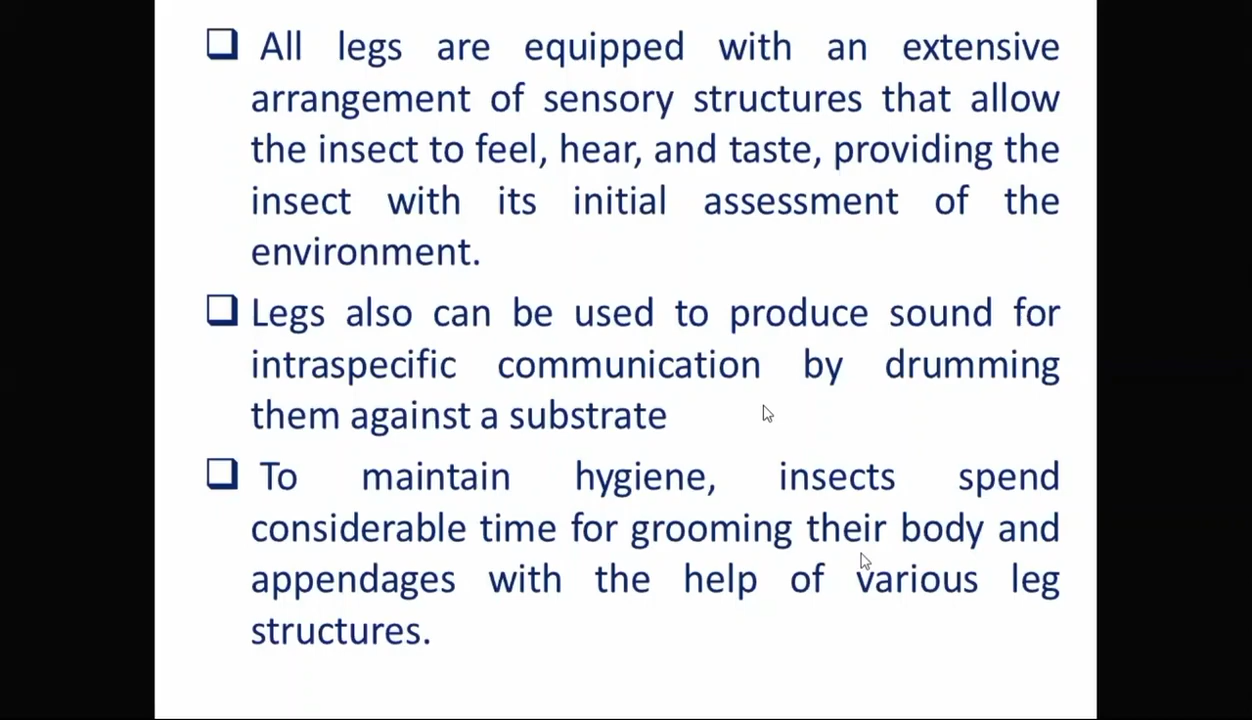 ❑ All legs are equipped with an extensive
arrangement of sensory structures that allow
the insect to feel, hear, and taste, providing the
insect with its initial assessment of the
environment.
❑ Legs also can be used to produce sound for
intraspecific communication by drumming
them against a substrate
❑ To maintain hygiene, insects spend
considerable time for grooming their body and
appendages with the help of various leg
structures.